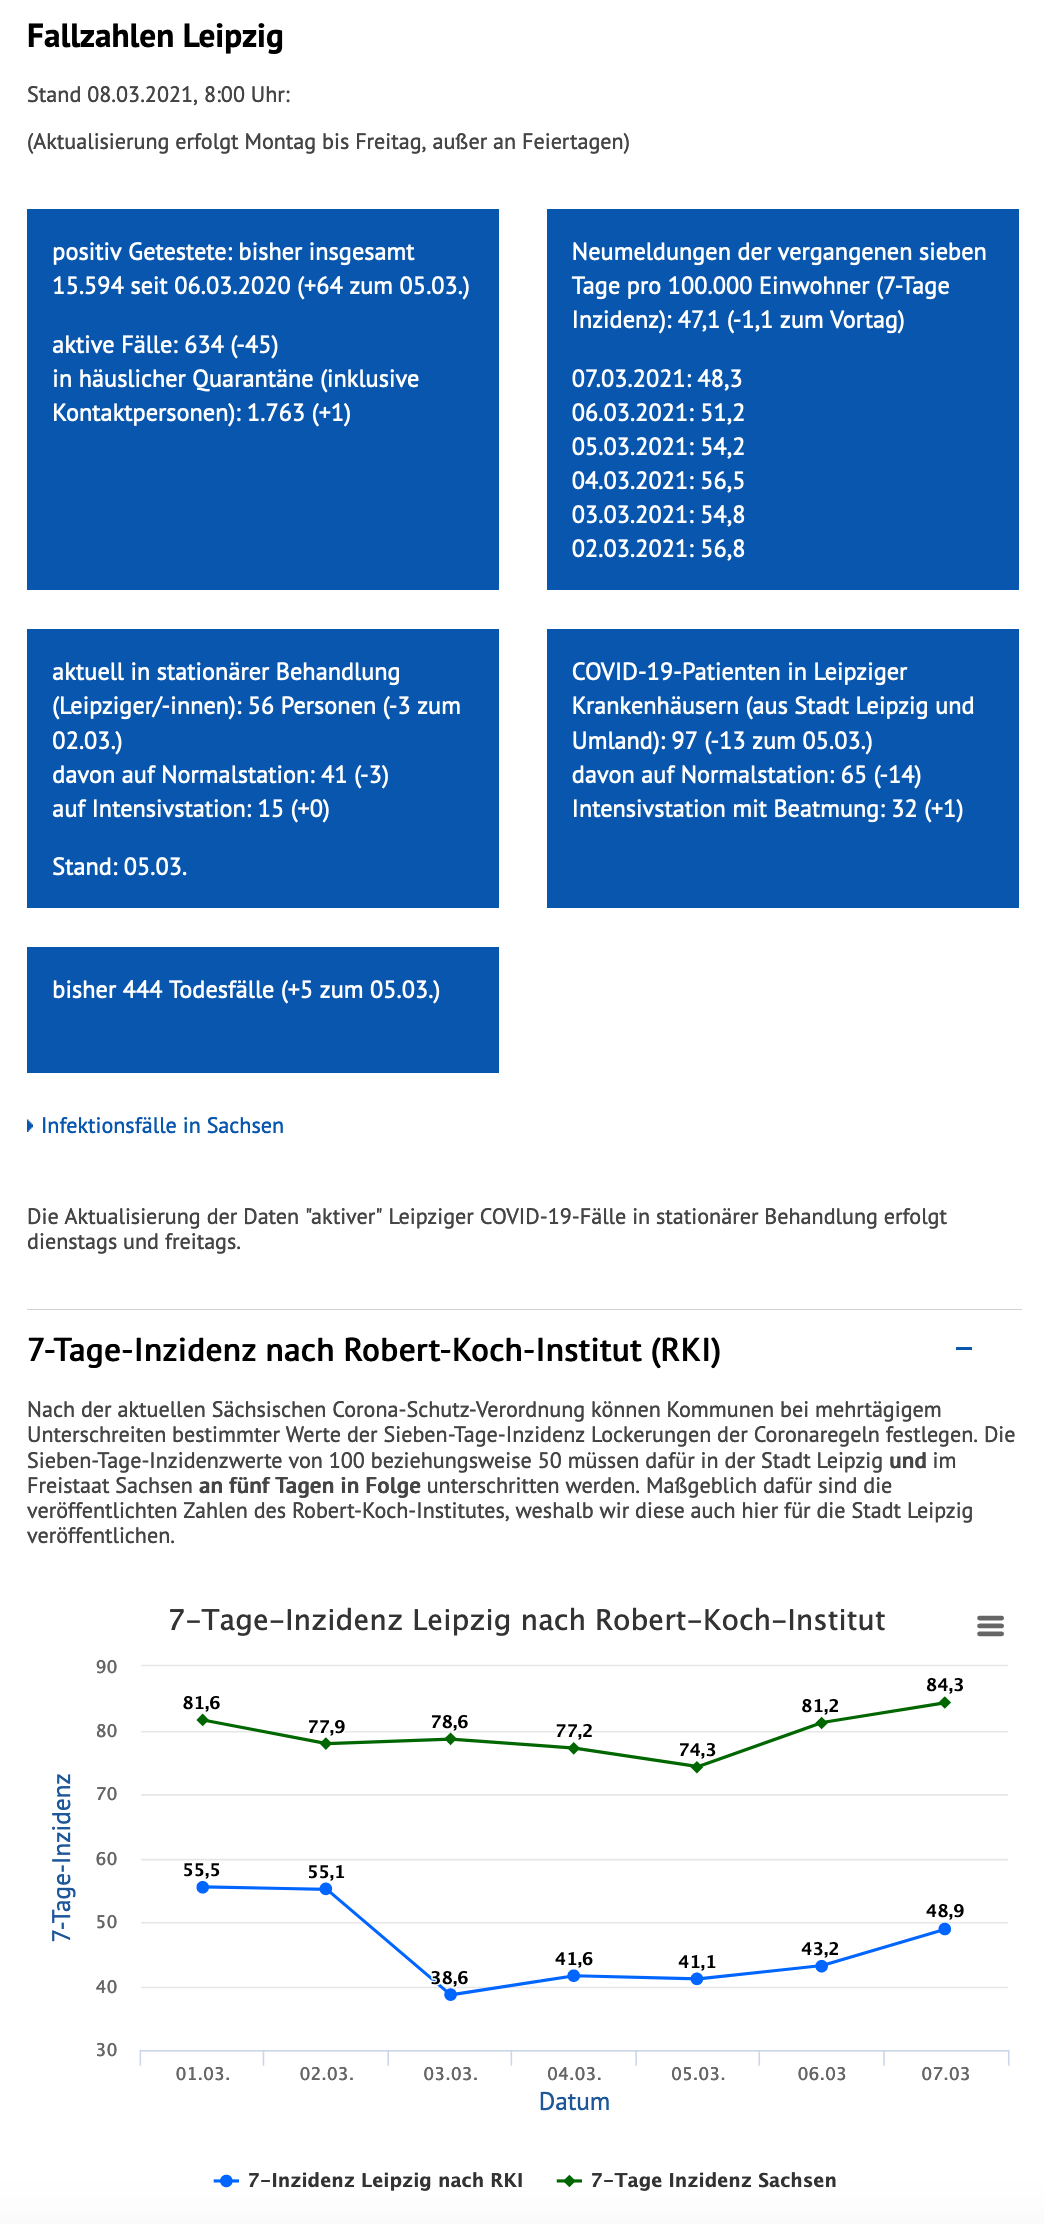 Fallzahlen Leipzig
Stand 08.03.2021, 8:00 Uhr:
(Aktualisierung erfolgt Montag bis Freitag, außer an Feiertagen)
positiv Getestete: bisher insgesamt
15.594 seit 06.03.2020 (+64 zum 05.03.)
aktive Fälle: 634 (-45)
in häuslicher Quarantäne (inklusive
Kontaktpersonen): 1.763 (+1)
Neumeldungen der vergangenen sieben
Tage pro 100.000 Einwohner (7-Tage
Inzidenz): 47,1 (-1,1 zum Vortag)
07.03.2021: 48,3
06.03.2021: 51,2
05.03.2021: 54,2
04.03.2021: 56,5
03.03.2021: 54,8
02.03.2021: 56,8
aktuell in stationärer Behandlung
(Leipziger/-innen): 56 Personen (-3 zum
02.03.)
davon auf Normalstation: 41 (-3)
auf Intensivstation: 15 (+0)
Stand: 05.03.
COVID-19-Patienten in Leipziger
Krankenhäusern (aus Stadt Leipzig und
Umland): 97 (-13 zum 05.03.)
davon auf Normalstation: 65 (-14)
Intensivstation mit Beatmung: 32 (+1)
bisher 444 Todesfälle (+5 zum 05.03.)
Infektionsfälle in Sachsen
Die Aktualisierung der Daten "aktiver" Leipziger COVID-19-Fälle in stationärer Behandlung erfolgt
dienstags und freitags.
7-Tage-Inzidenz nach Robert-Koch-Institut (RKI)
Nach der aktuellen Sächsischen Corona-Schutz-Verordnung können Kommunen bei mehrtägigem
Unterschreiten bestimmter Werte der Sieben-Tage-Inzidenz Lockerungen der Coronaregeln festlegen. Die
Sieben-Tage-Inzidenzwerte von 100 beziehungsweise 50 müssen dafür in der Stadt Leipzig und im
Freistaat Sachsen an fünf Tagen in Folge unterschritten werden. Maßgeblich dafür sind die
veröffentlichten Zahlen des Robert-Koch-Institutes, weshalb wir diese auch hier für die Stadt Leipzig
veröffentlichen.
7-Tage-Inzidenz Leipzig nach Robert-Koch-Institut
7-Tage-Inzidenz
90
80
70
60
50
40
30
81,6
77,9
78,6
77,2
74,3
81,2
84,3
55,5
55,1
38,6
41,6
41,1
43,2
48,9
01.03.
02.03.
03.03.
04.03.
05.03.
06.03
07.03
Datum
7-Inzidenz Leipzig nach RKI
7-Tage Inzidenz Sachsen